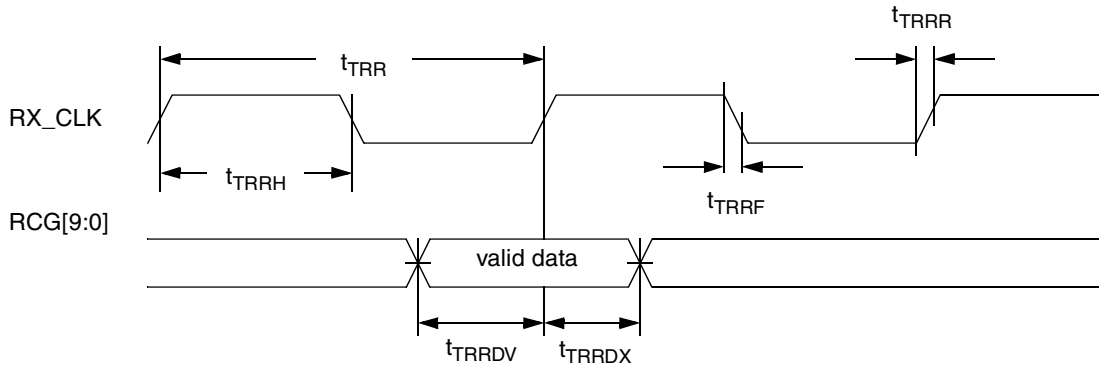 tTRRR
tTRR
RX_CLK
tTRRH
tTRRF
RCG[9:0]
valid data
tTRRDV
tTRRDX